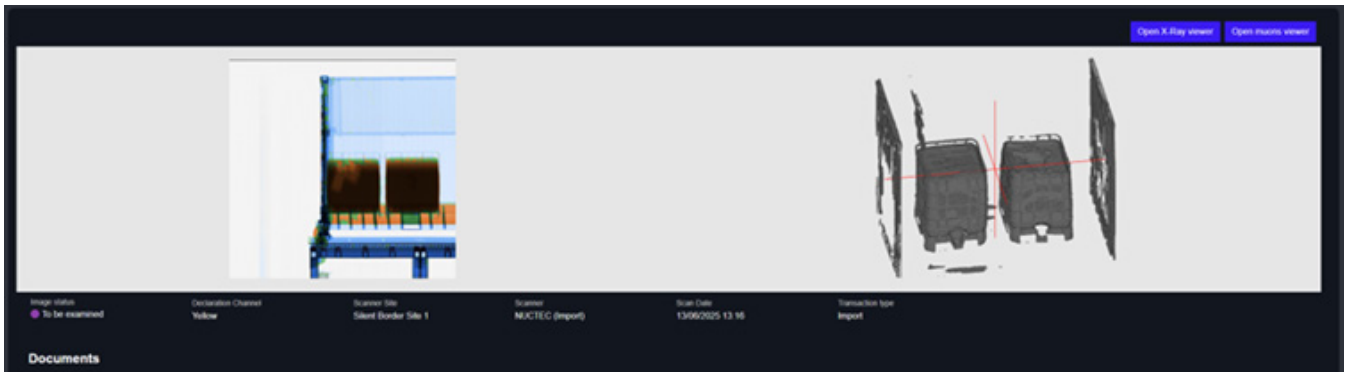 Open X-Ray viewer Open muons viewer
Image status Declaration Channel Scanner Site Scanner Scan Date Transaction type
To be examined Yellow Silent Border Site 1 NUCTEC (Import) 13/06/2025 13:16 Import
Documents